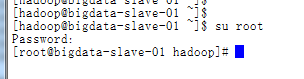 [hadoop@bigdata-slave-01 ~]$
[hadoop@bigdata-slave-01 ~]$
[hadoop@bigdata-slave-01 ~]$ su root
Password:
[root@bigdata-slave-01 hadoop]#